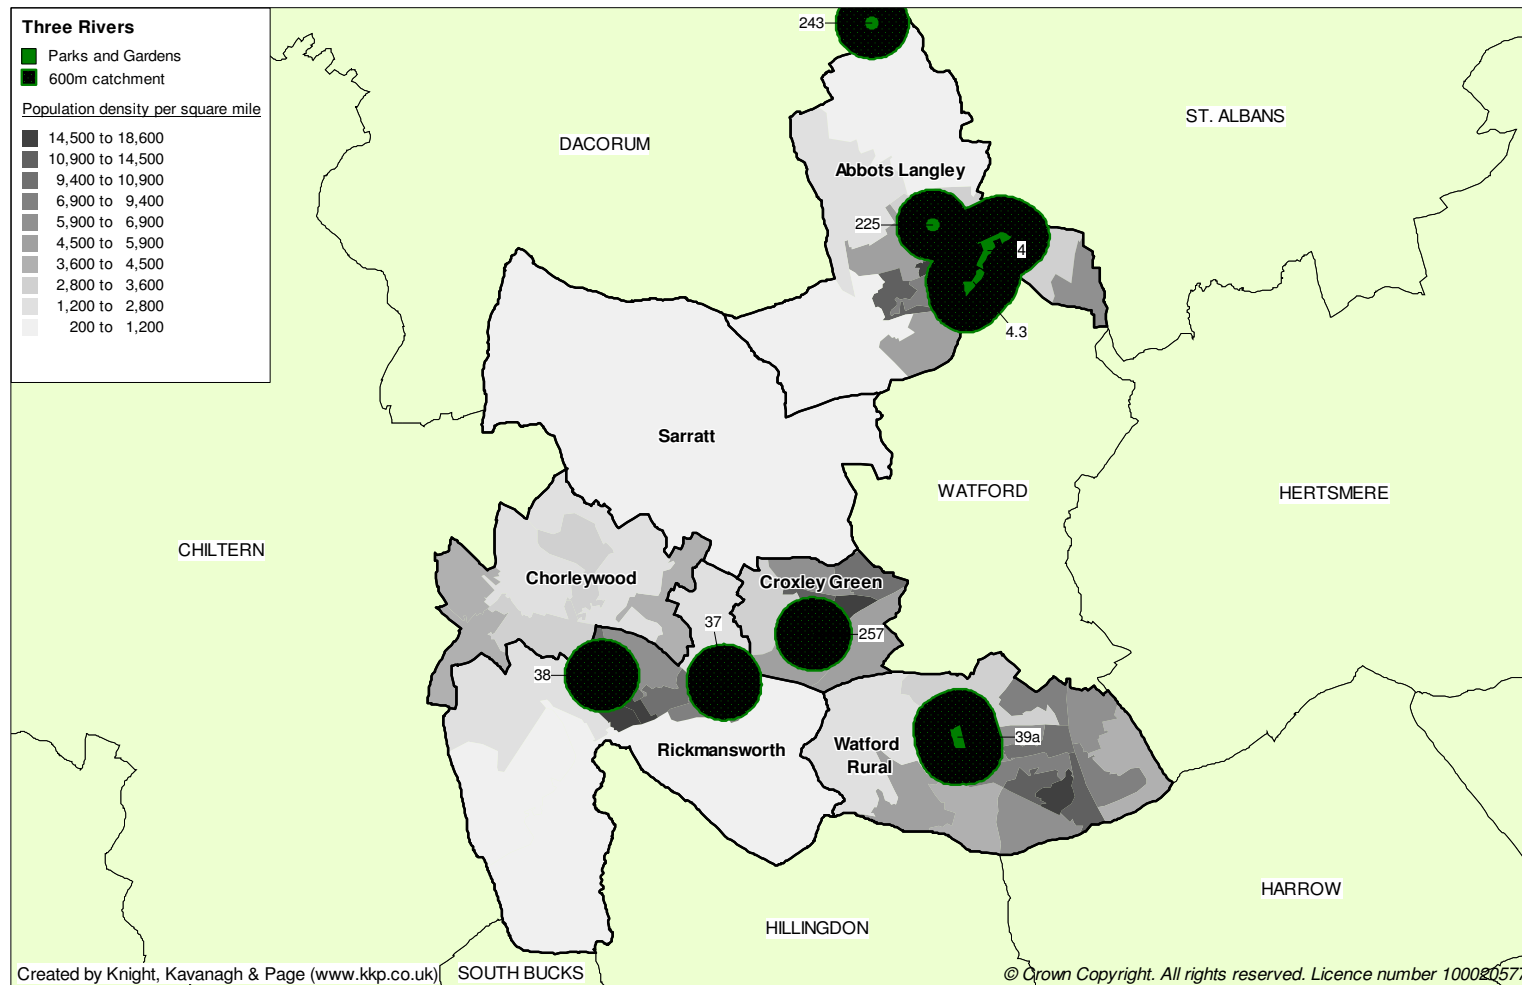 Three Rivers
Parks and Gardens
600m catchment
Population density per square mile
14,500 to 18,600
10,900 to 14,500
9,400 to 10,900
6,900 to 9,400
5,900 to 6,900
4,500 to 5,900
3,600 to 4,500
2,800 to 3,600
1,200 to 2,800
200 to 1,200
243
ST. ALBANS
DACORUM
Abbots Langley
225
4
4.3
Sarratt
WATFORD
HERTSMERE
CHILTERN
Chorleywood
Croxley Green
37
257
38
39a
Rickmansworth
Watford
Rural
HARROW
HILLINGDON
SOUTH BUCKS
Created by Knight, Kavanagh & Page (www.kkp.co.uk)
© Crown Copyright. All rights reserved. Licence number 100020577